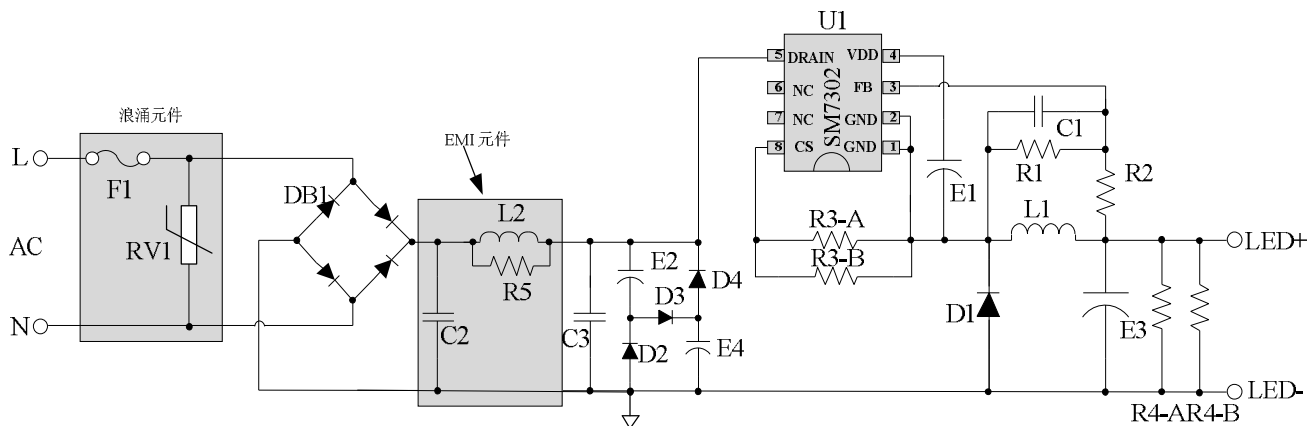 U1
5 DRAIN VDD 4
6 NC FB 3
7 NC GND 2
8 CS GND 1
SM7302
浪涌元件
EMI 元件
L
F1
DB1
L2
C1
R1
R2
E1
RV1
AC
R3-A
L1
LED+
R3-B
E2
D4
R5
D3
N
C2
C3
D2
E4
D1
E3
LED-
R4-A
R4-B